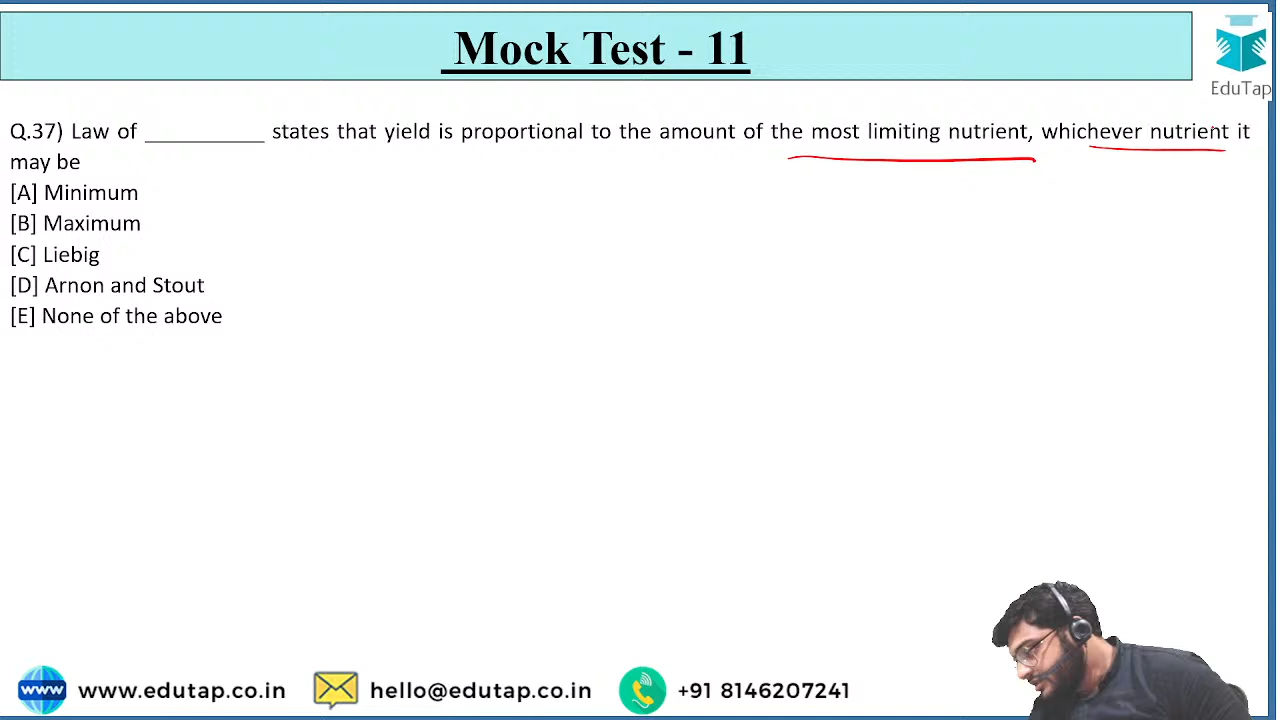 Mock Test - 11
EduTap
Q.37) Law of __________ states that yield is proportional to the amount of the most limiting nutrient, whichever nutrient it
may be
[A] Minimum
[B] Maximum
[C] Liebig
[D] Arnon and Stout
[E] None of the above
www www.edutap.co.in hello@edutap.co.in +91 8146207241